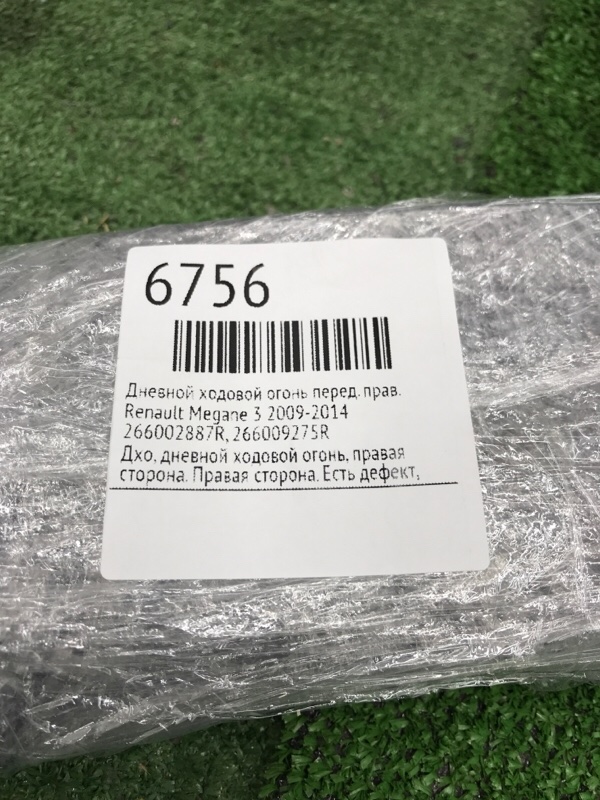 6756
Дневной ходовой огонь перед. прав.
Renault Megane 3 2009-2014
266002887R, 266009275R
Дхо, дневной ходовой огонь, правая
сторона. Правая сторона. Есть дефект,